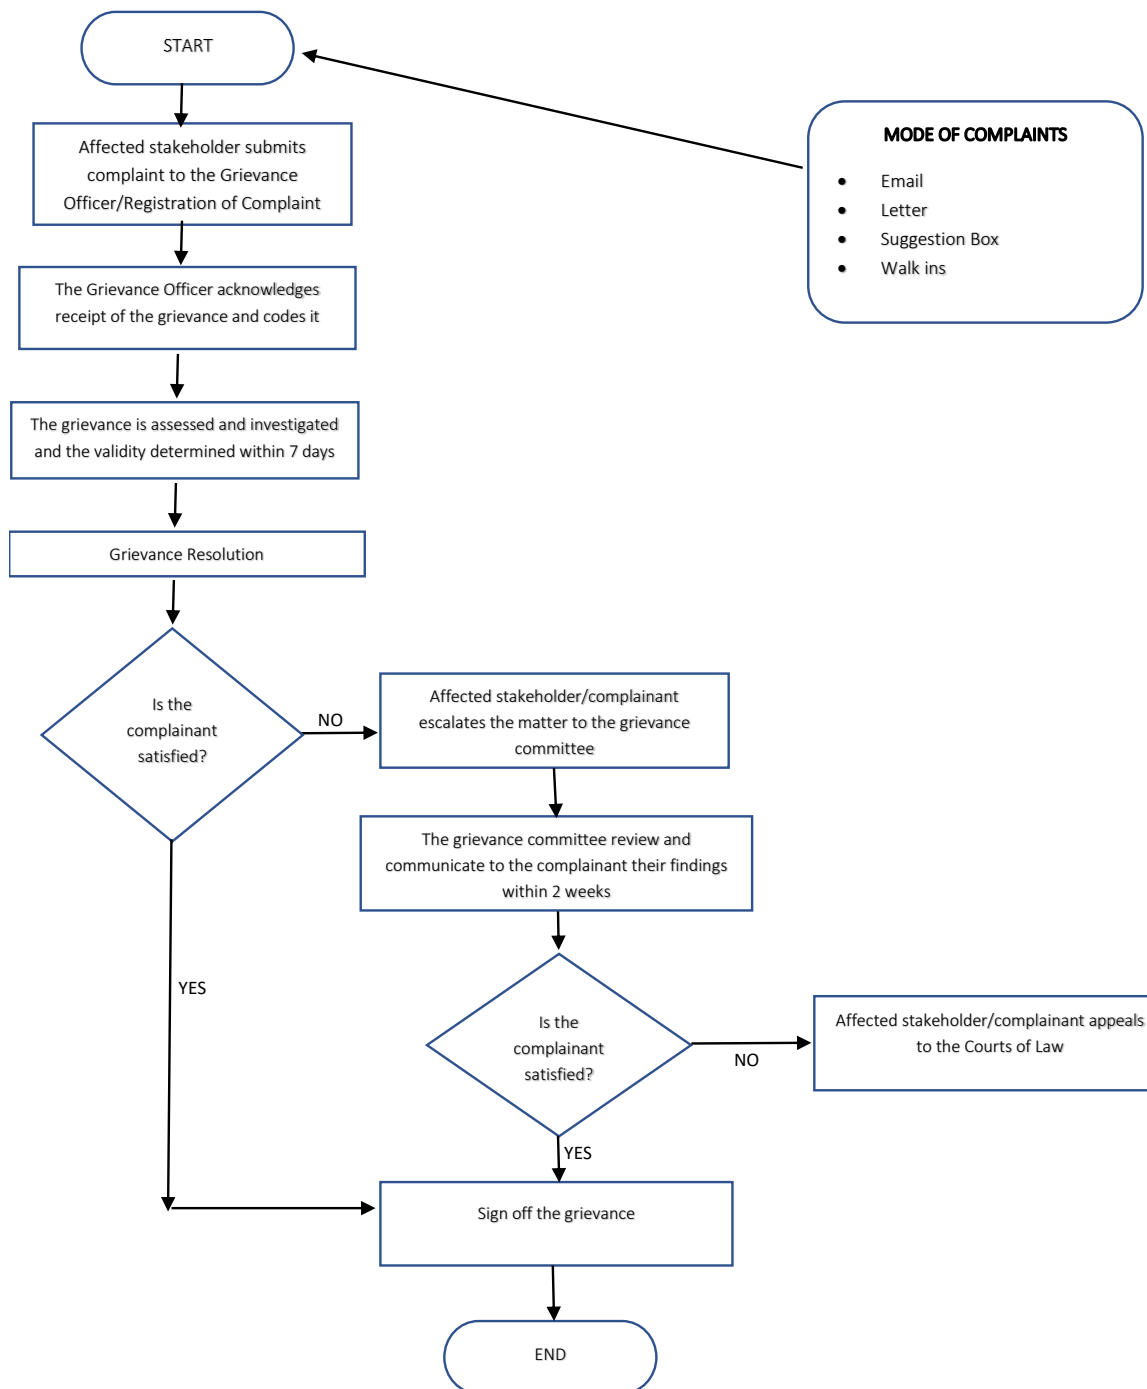 START
MODE OF COMPLAINTS
• Email
• Letter
• Suggestion Box
• Walk ins
Affected stakeholder submits
complaint to the Grievance
Officer/Registration of Complaint
The Grievance Officer acknowledges
receipt of the grievance and codes it
The grievance is assessed and investigated
and the validity determined within 7 days
Grievance Resolution
Is the
complainant
satisfied?
NO
Affected stakeholder/complainant
escalates the matter to the grievance
committee
The grievance committee review and
communicate to the complainant their findings
within 2 weeks
YES
Is the
complainant
satisfied?
NO
Affected stakeholder/complainant appeals
to the Courts of Law
YES
Sign off the grievance
END